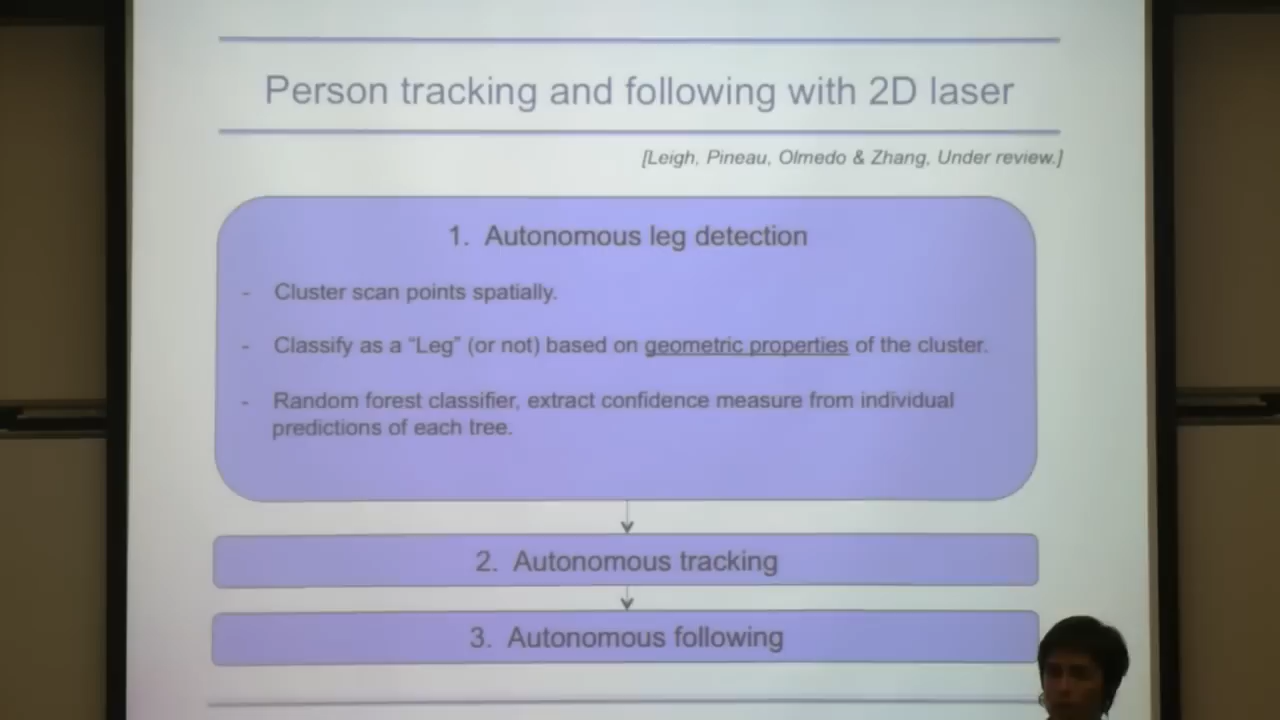 Person tracking and following with 2D laser
[Leigh, Pineau, Olmedo & Zhang, Under review.]
1. Autonomous leg detection
- Cluster scan points spatially.
- Classify as a “Leg” (or not) based on geometric properties of the cluster.
- Random forest classifier, extract confidence measure from individual
predictions of each tree.
2. Autonomous tracking
3. Autonomous following